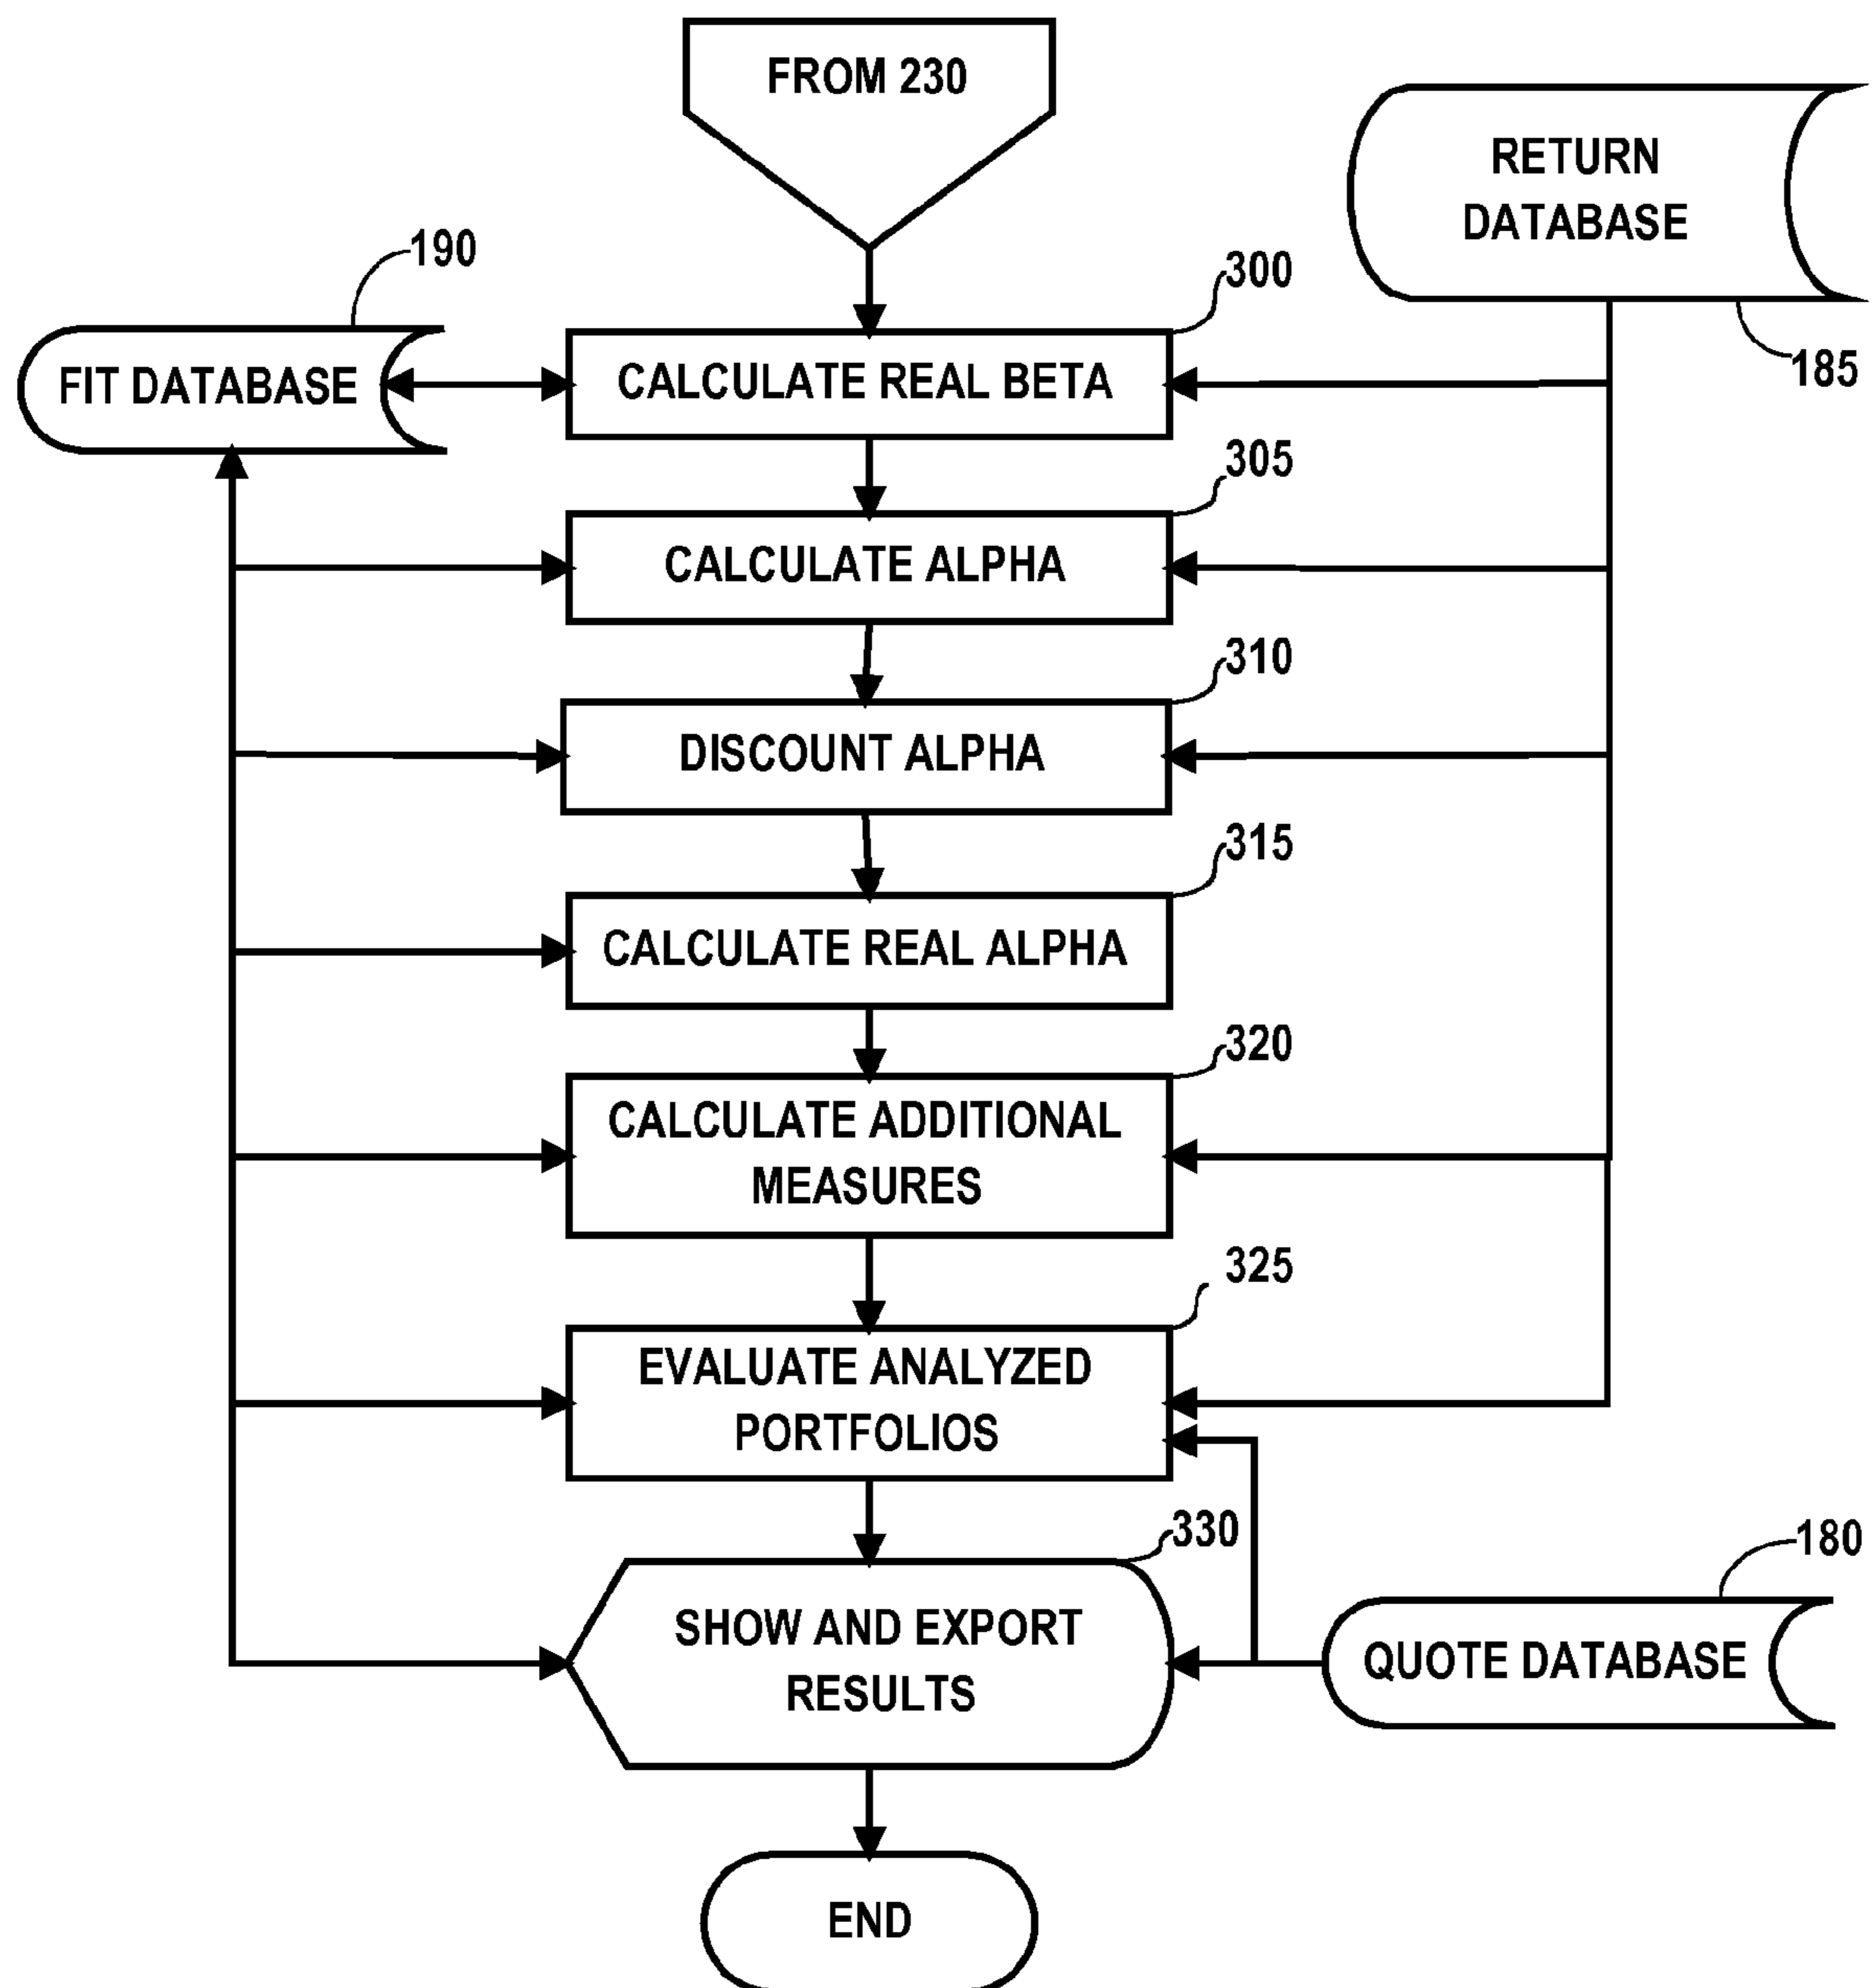 FROM 230
RETURN
DATABASE
185
190
FIT DATABASE
300
CALCULATE REAL BETA
305
CALCULATE ALPHA
310
DISCOUNT ALPHA
315
CALCULATE REAL ALPHA
320
CALCULATE ADDITIONAL
MEASURES
325
EVALUATE ANALYZED
PORTFOLIOS
330
SHOW AND EXPORT
RESULTS
180
QUOTE DATABASE
END